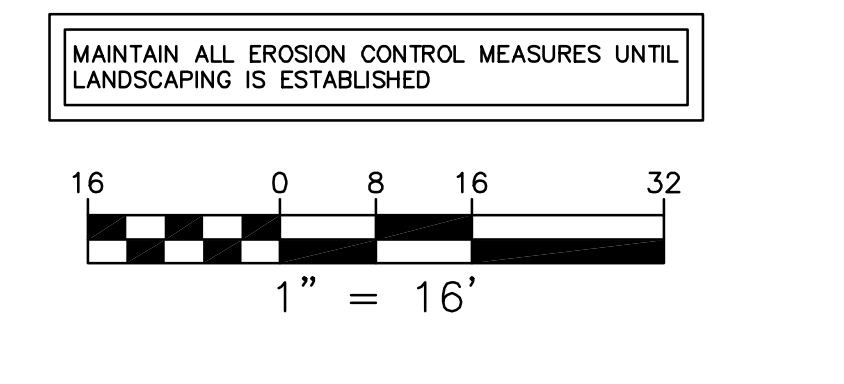 MAINTAIN ALL EROSION CONTROL MEASURES UNTIL
LANDSCAPING IS ESTABLISHED
16 0 8 16 32
1” = 16’